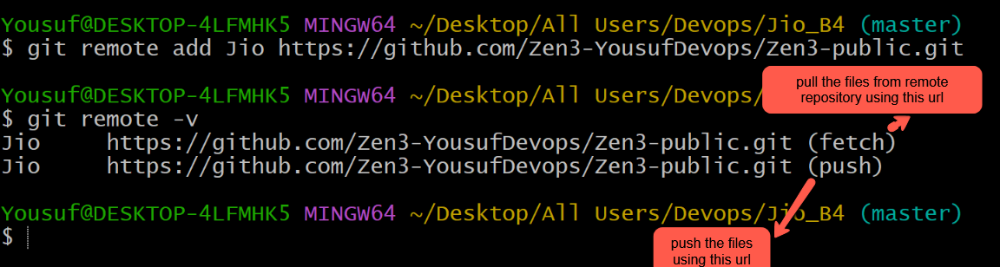 Yousuf@DESKTOP-4LFMHK5 MINGW64 ~/Desktop/All Users/Devops/Jio_B4 (master)
$ git remote add Jio https://github.com/Zen3-YousufDevops/Zen3-public.git
Yousuf@DESKTOP-4LFMHK5 MINGW64 ~/Desktop/All Users/Devops/
pull the files from remote
repository using this url
$ git remote -v
Jio https://github.com/Zen3-YousufDevops/Zen3-public.git (fetch)
Jio https://github.com/Zen3-YousufDevops/Zen3-public.git (push)
Yousuf@DESKTOP-4LFMHK5 MINGW64 ~/Desktop/All Users/Devops/Jio_B4 (master)
$
push the files
using this url